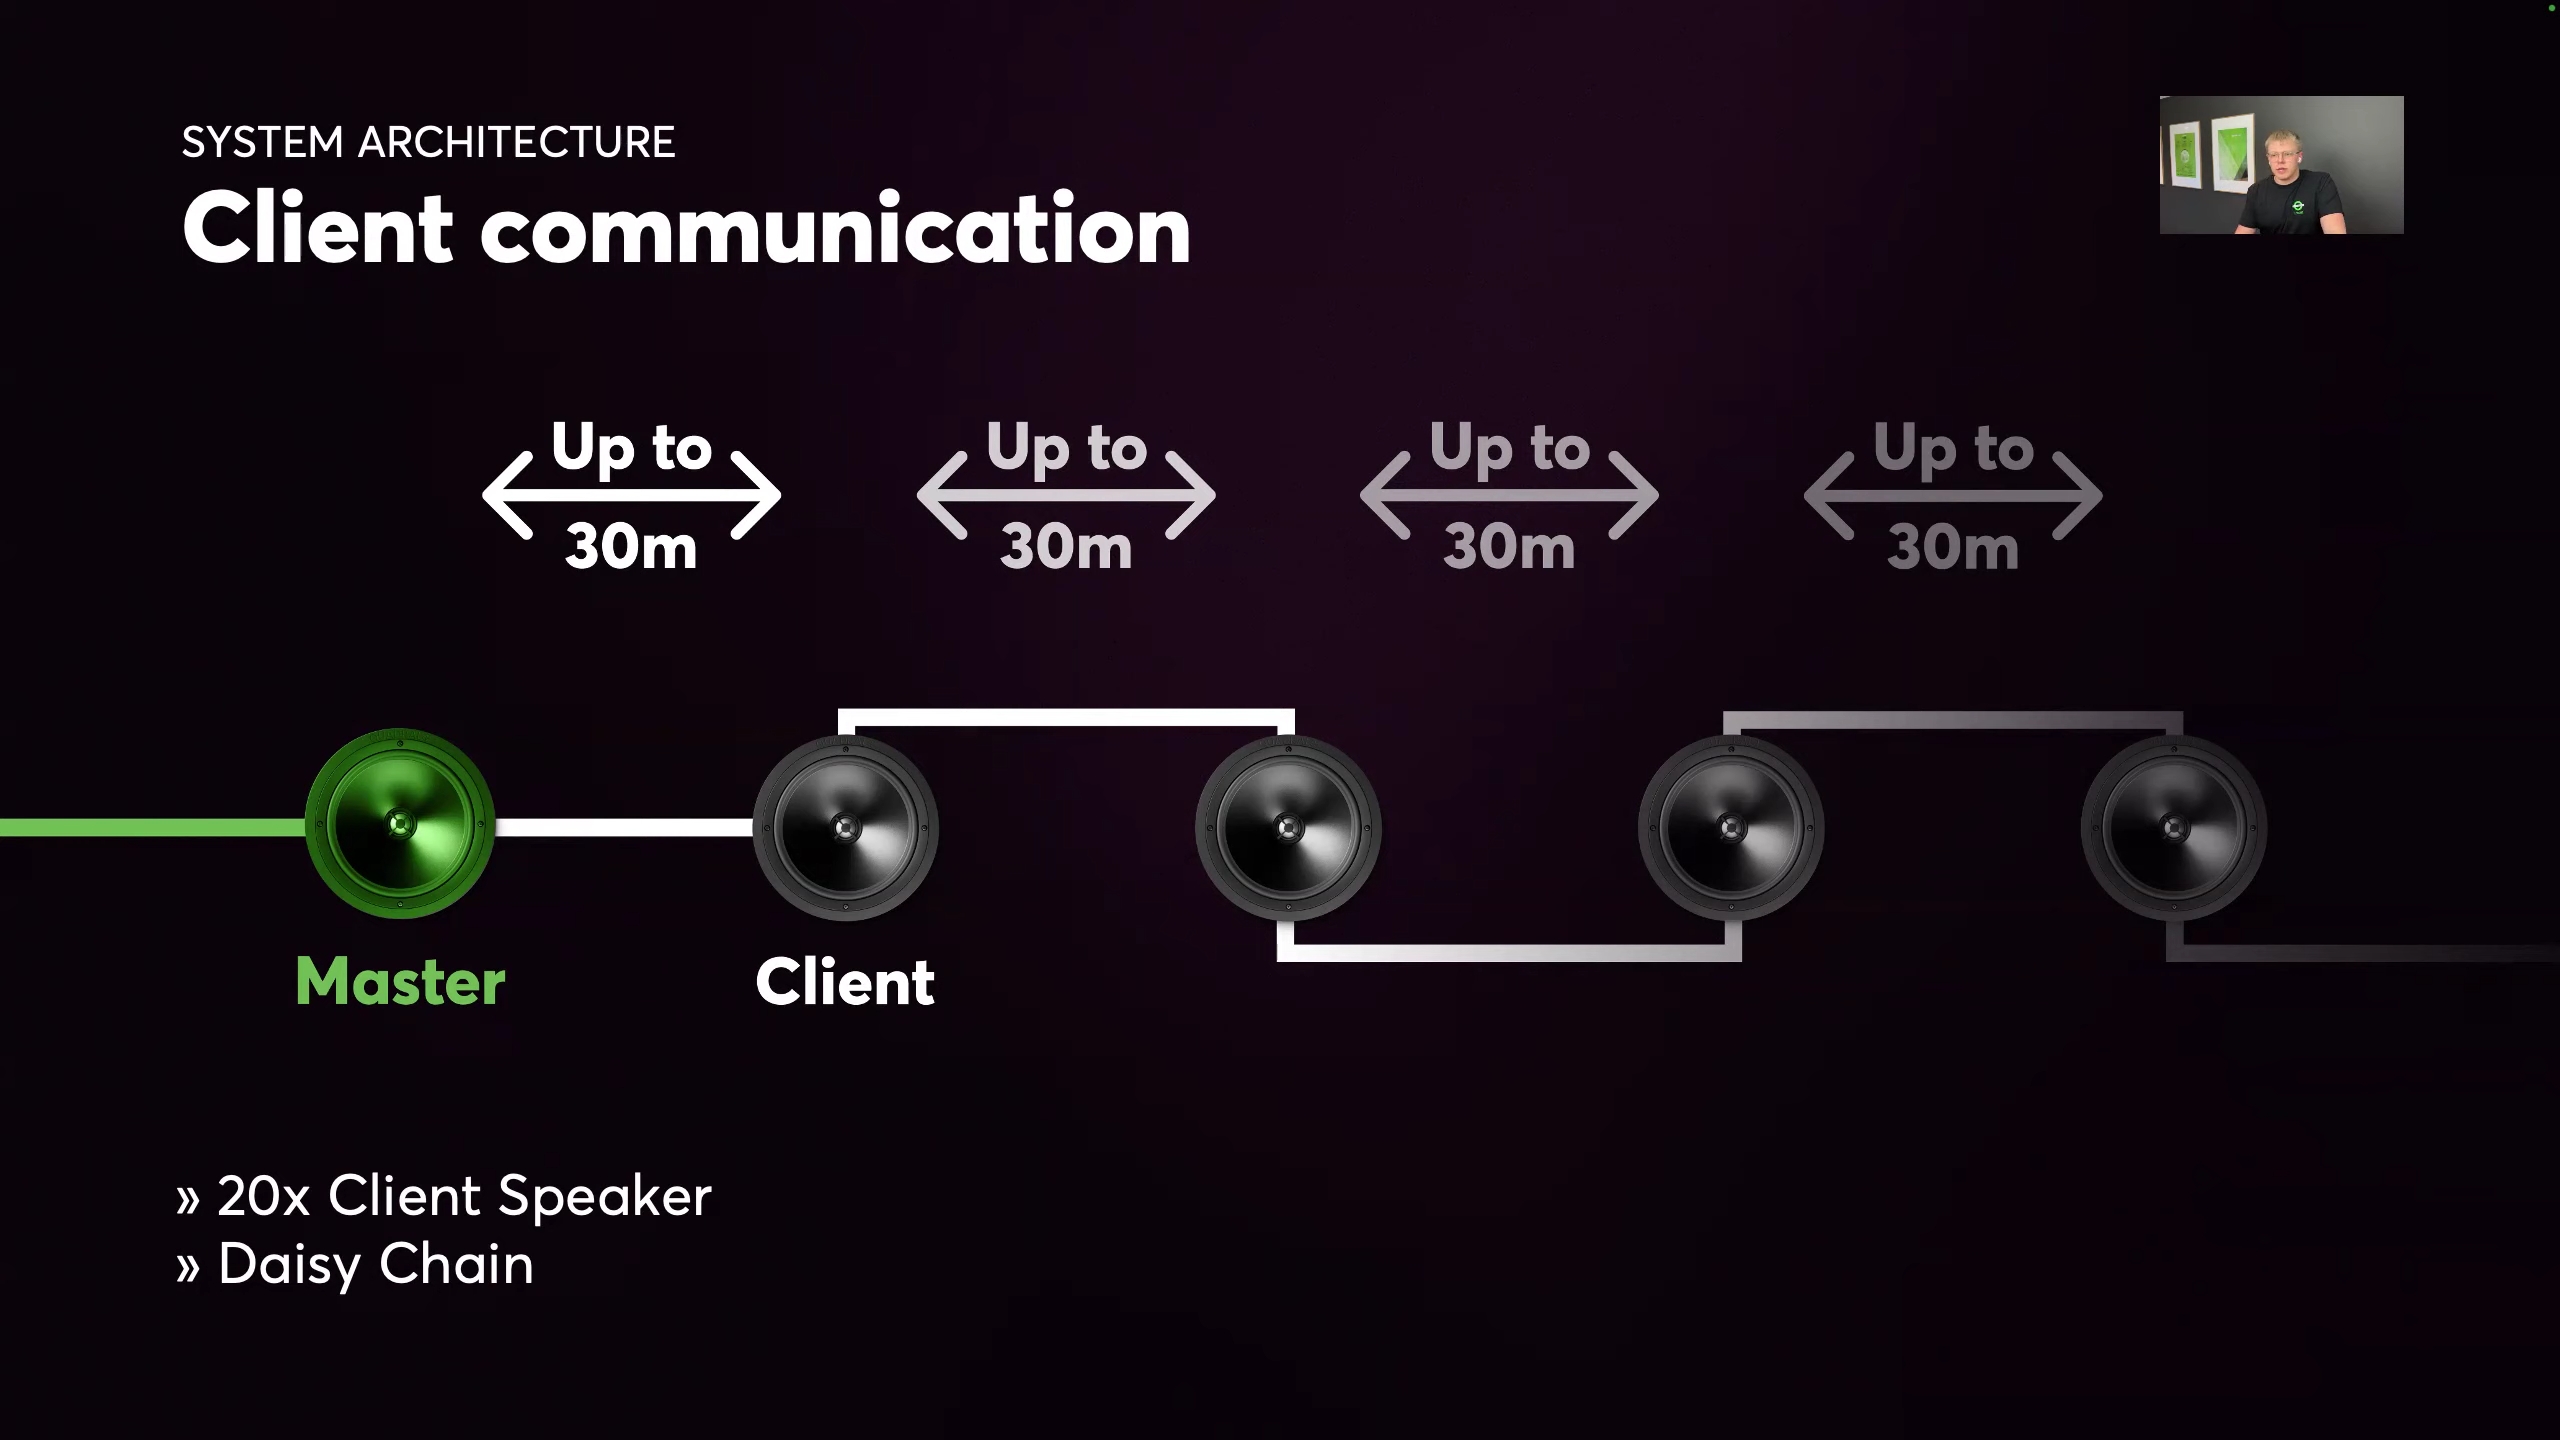 SYSTEM ARCHITECTURE
Client communication
Up to
30m
Up to
30m
Up to
30m
Up to
30m
Master
Client
» 20x Client Speaker
» Daisy Chain